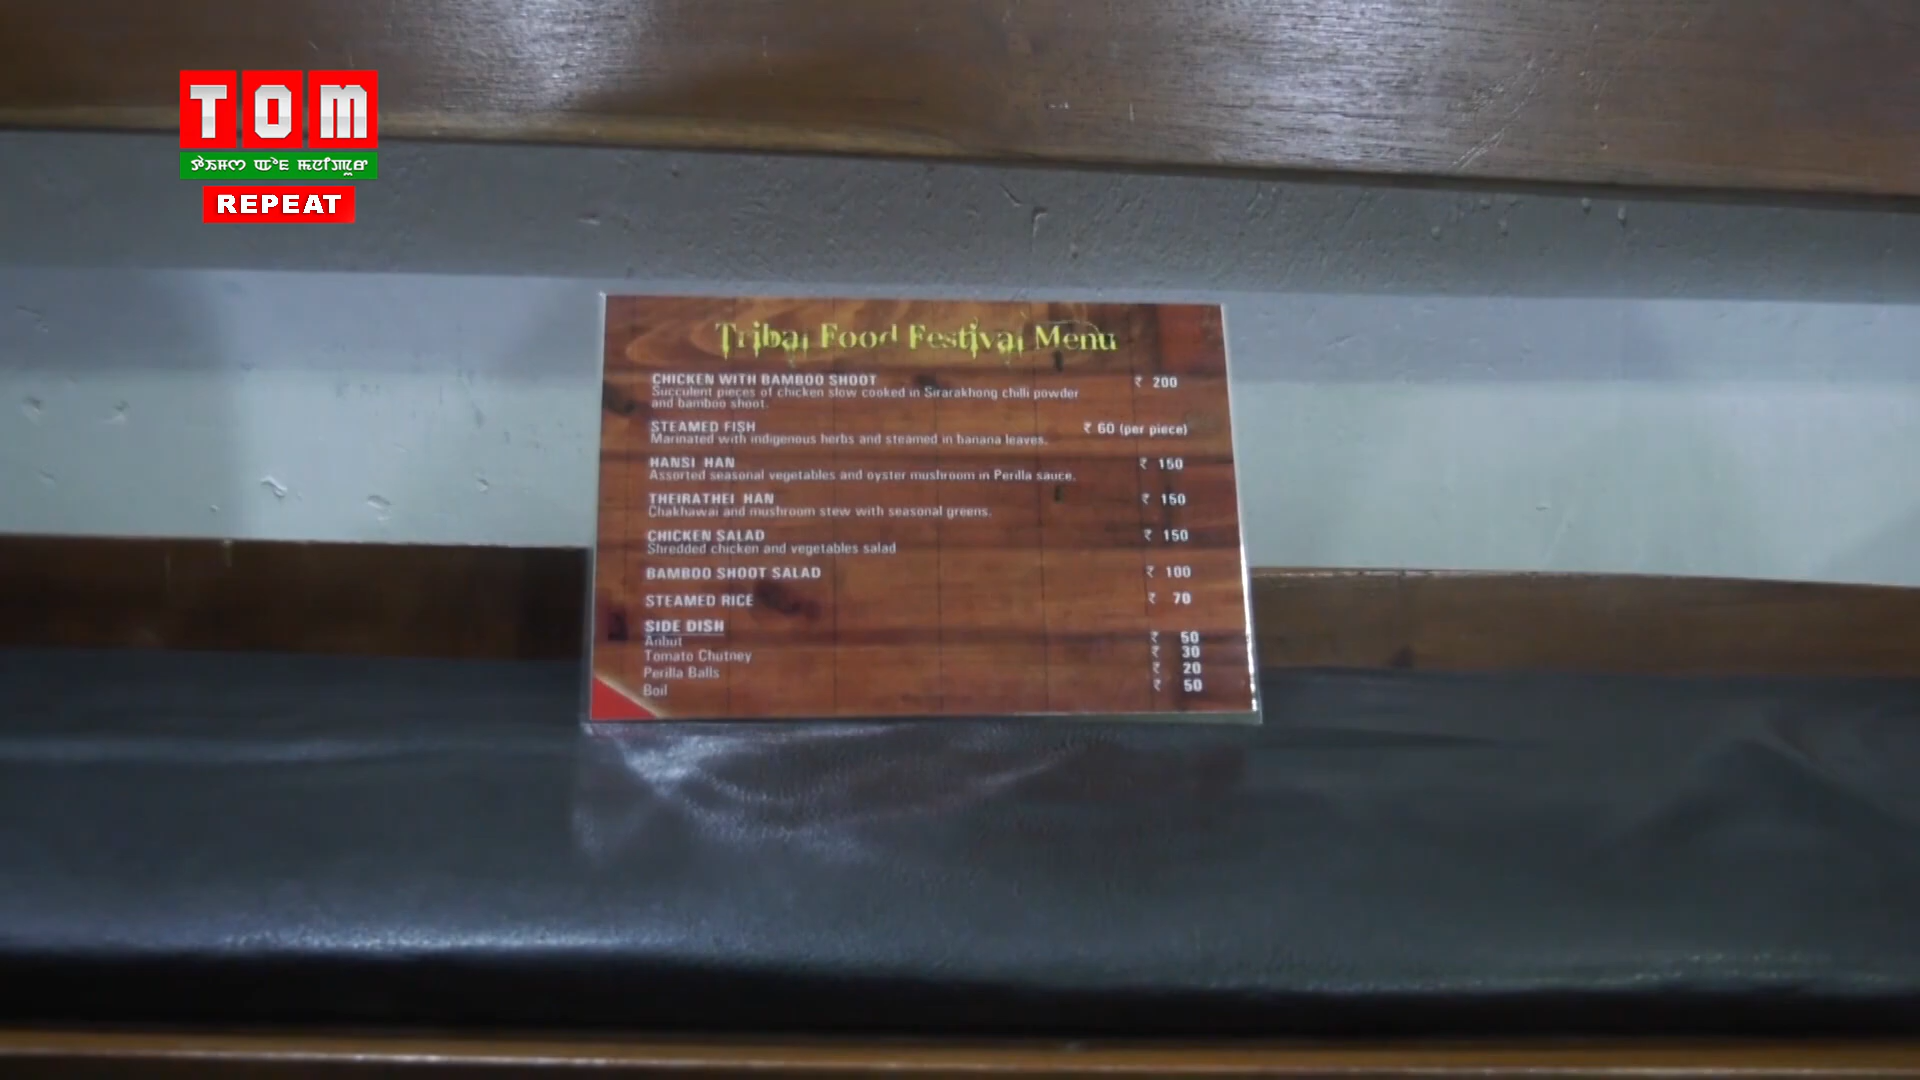 TOM
REPEAT
Tribal Food Festival Menu
CHICKEN WITH BAMBOO SHOOT ₹ 200
Succulent pieces of chicken slow cooked in Sirarakhong chilli powder
and bamboo shoot.
STEAMED FISH ₹ 60 (per piece)
Marinated with indigenous herbs and steamed in banana leaves.
HANSI HAN ₹ 150
Assorted seasonal vegetables and oyster mushroom in Perilla sauce.
THEIRATHEI HAN ₹ 150
Chakhawai and mushroom stew with seasonal greens.
CHICKEN SALAD ₹ 150
Shredded chicken and vegetables salad
BAMBOO SHOOT SALAD ₹ 100
STEAMED RICE ₹ 70
SIDE DISH
Anbut ₹ 50
Tomato Chutney ₹ 30
Perilla Balls ₹ 20
Boil ₹ 50